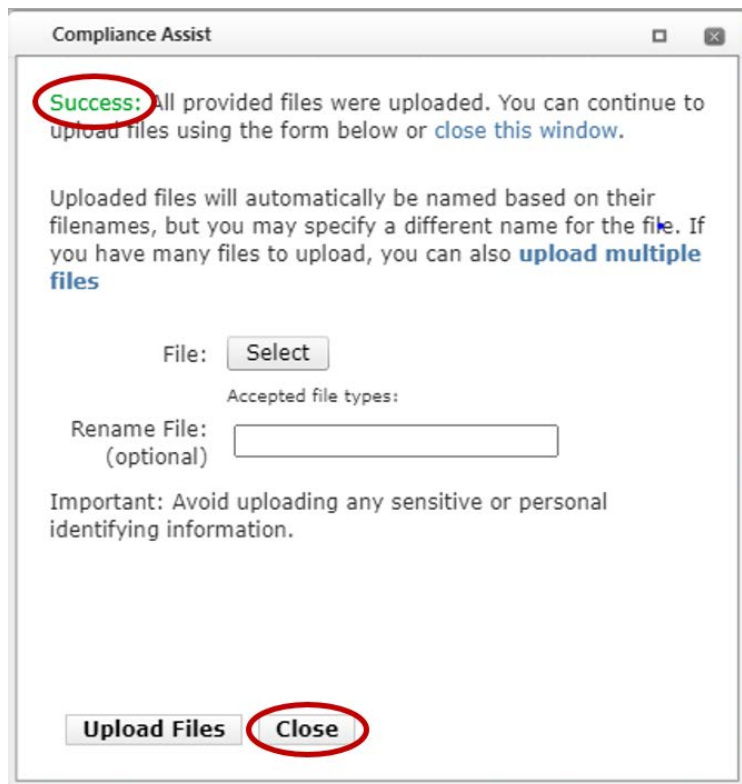 Compliance Assist
Success: All provided files were uploaded. You can continue to
upload files using the form below or close this window.
Uploaded files will automatically be named based on their
filenames, but you may specify a different name for the file. If
you have many files to upload, you can also upload multiple
files
File: Select
Accepted file types:
Rename File:
(optional)
Important: Avoid uploading any sensitive or personal
identifying information.
Upload Files Close